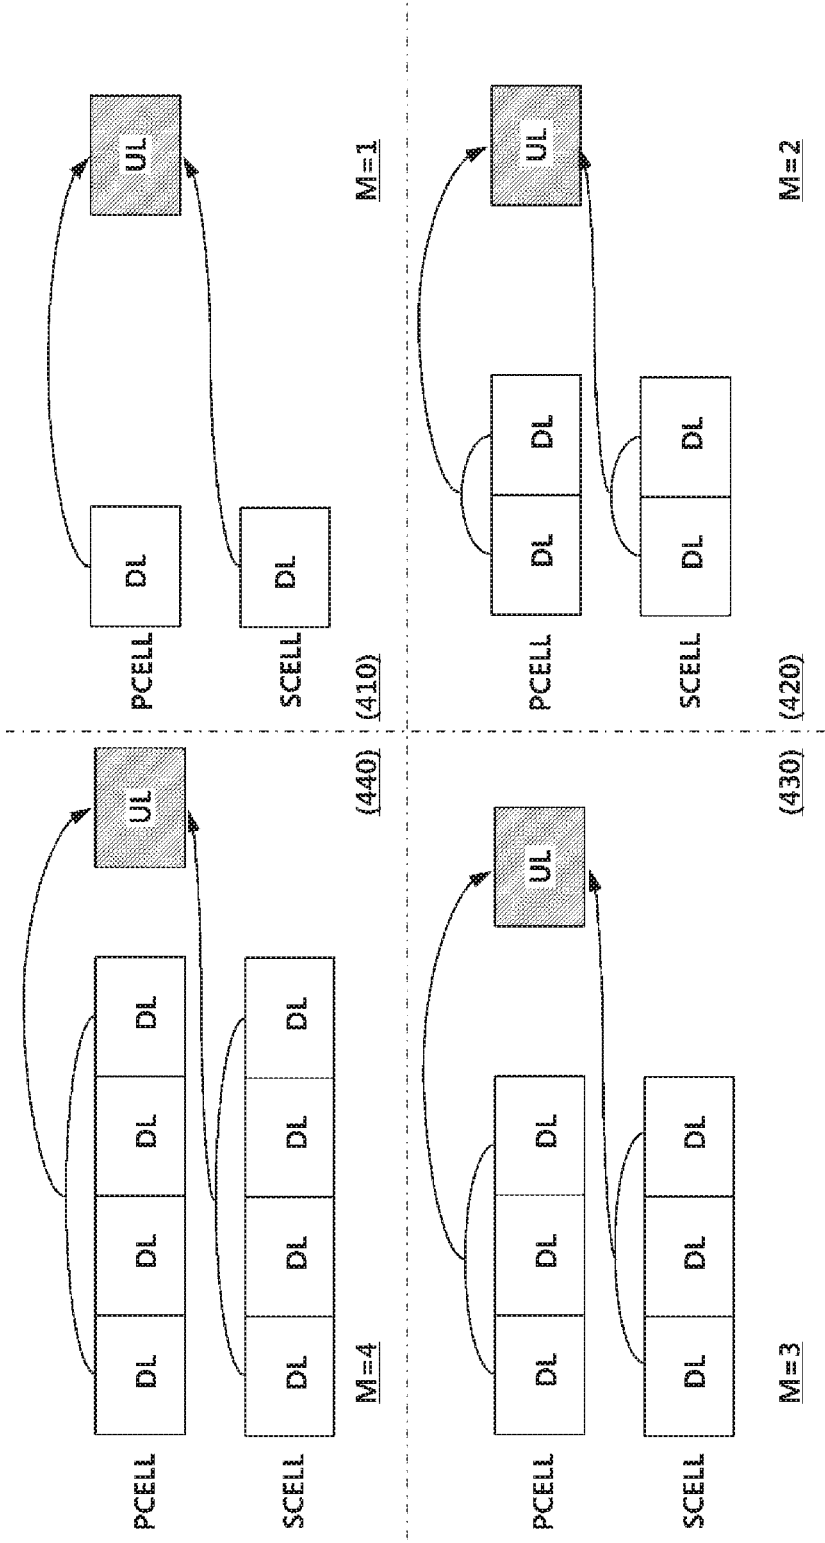 PCELL DL DL DL DL UL
SCELL DL DL DL DL
M=4 (440)
PCELL DL UL
SCELL DL
(410) M=1
PCELL DL DL DL UL
SCELL DL DL DL
M=3 (430)
PCELL DL DL UL
SCELL DL DL
(420) M=2